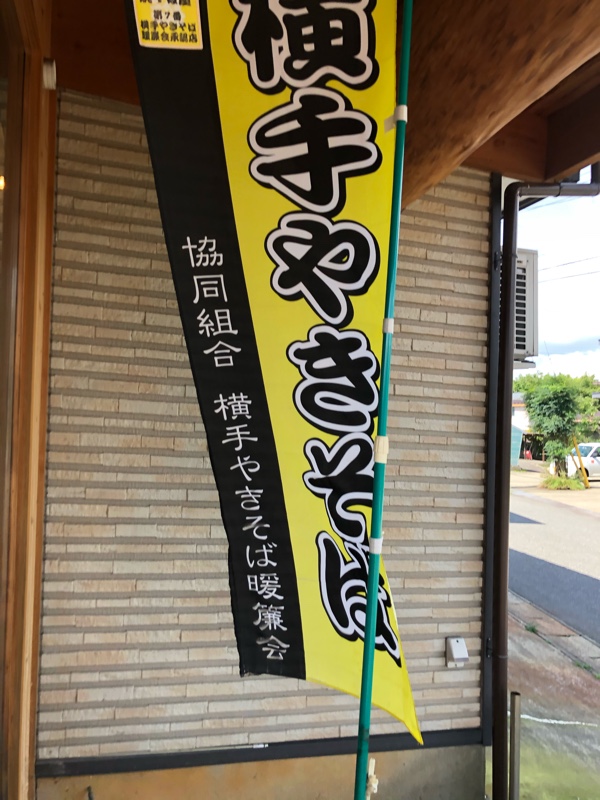 横手やきそば
協同組合 横手やきそば暖簾会
第7番
横手やきそば
暖簾会承認店